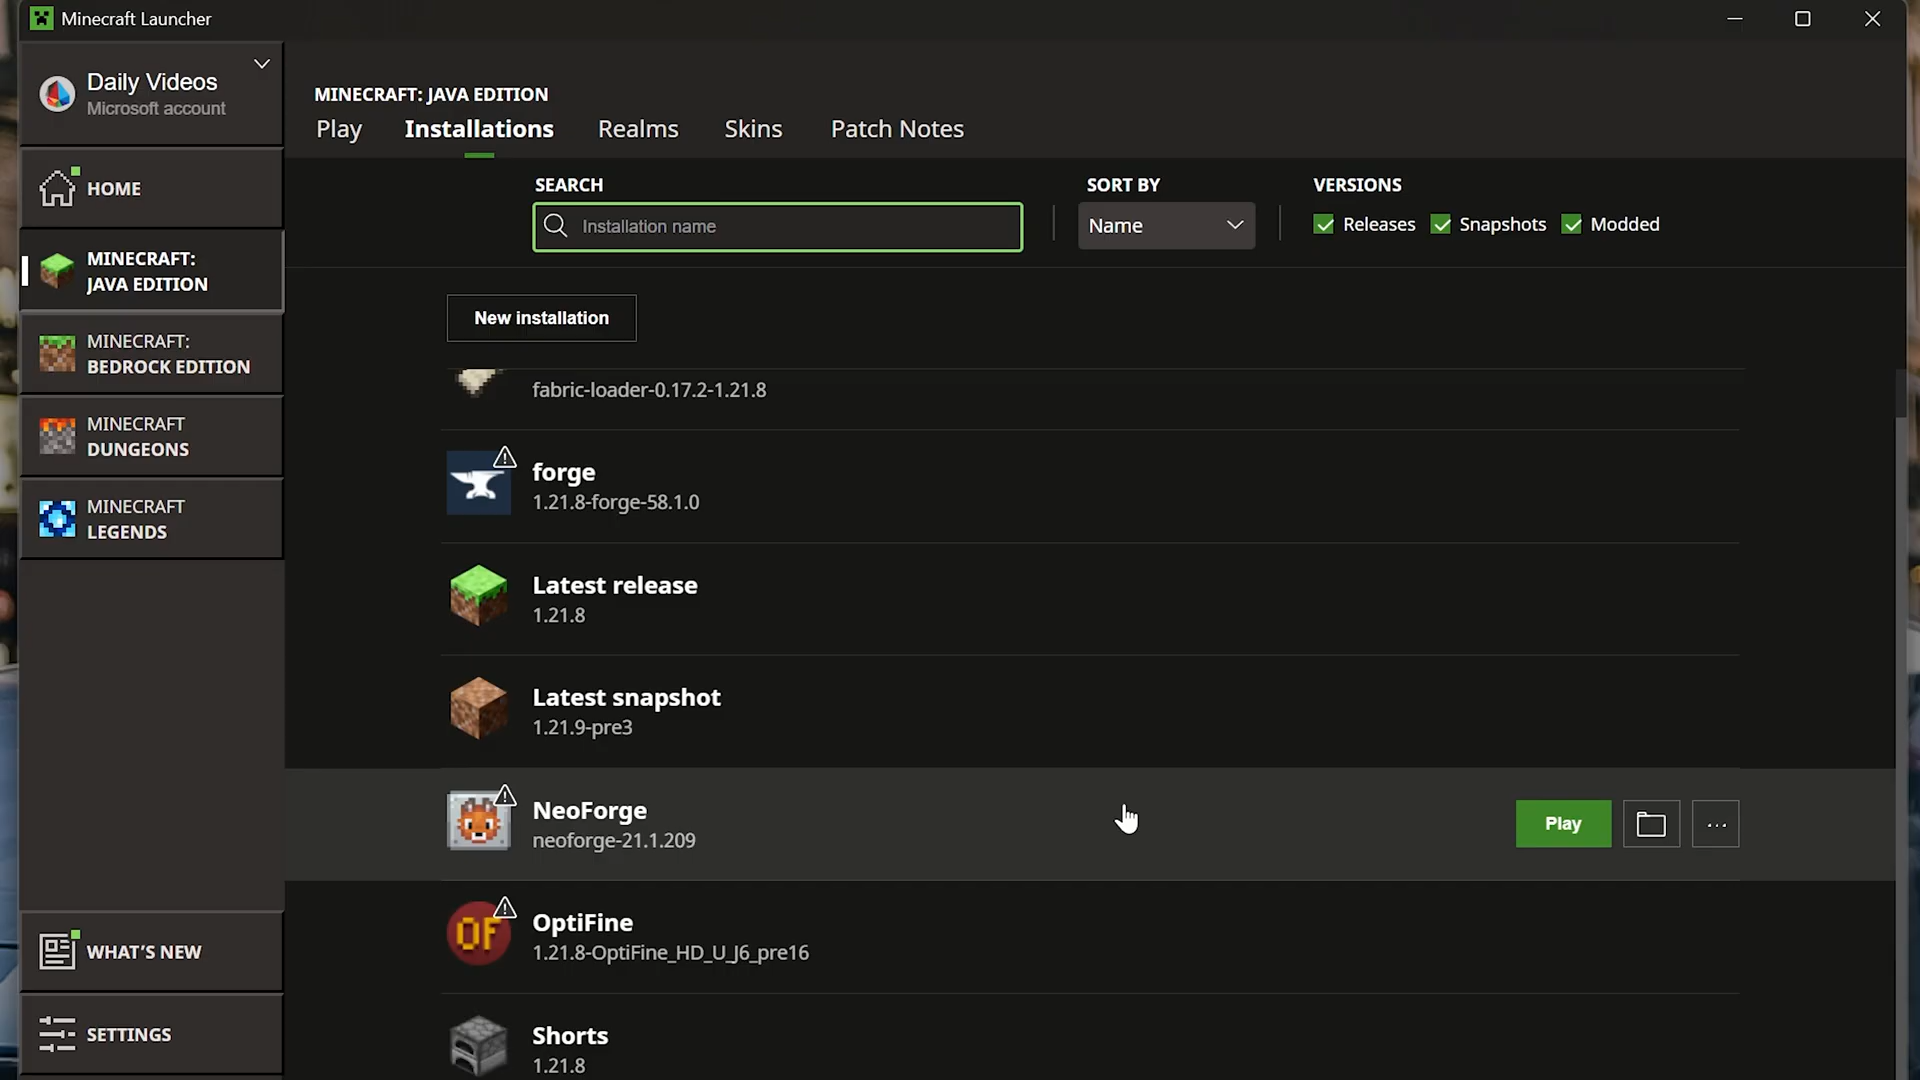 Minecraft Launcher
Daily Videos
Microsoft account
HOME
MINECRAFT:
JAVA EDITION
MINECRAFT:
BEDROCK EDITION
MINECRAFT
DUNGEONS
MINECRAFT
LEGENDS
WHAT'S NEW
SETTINGS
MINECRAFT: JAVA EDITION
Play Installations Realms Skins Patch Notes
SEARCH
Installation name
SORT BY
Name
VERSIONS
Releases Snapshots Modded
New installation
fabric-loader-0.17.2-1.21.8
forge
1.21.8-forge-58.1.0
Latest release
1.21.8
Latest snapshot
1.21.9-pre3
NeoForge
neoforge-21.1.209
Play
...
OF
OptiFine
1.21.8-OptiFine_HD_U_J6_pre16
Shorts
1.21.8